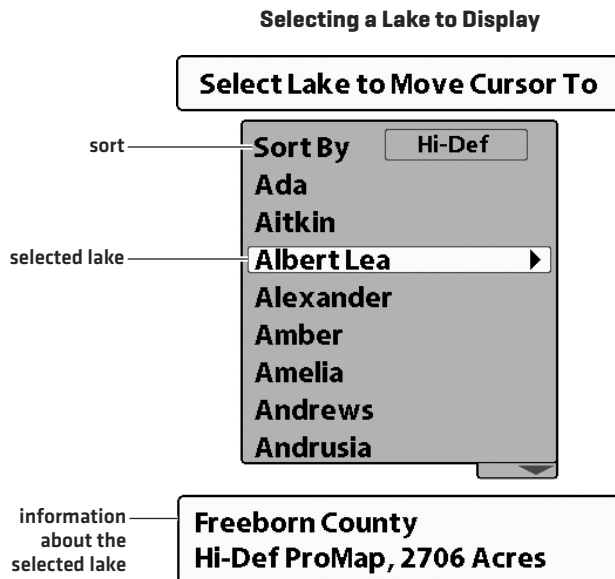 Selecting a Lake to Display
Select Lake to Move Cursor To
sort
Sort By Hi-Def
Ada
Aitkin
selected lake
Albert Lea
Alexander
Amber
Amelia
Andrews
Andrusia
information
about the
selected lake
Freeborn County
Hi-Def ProMap, 2706 Acres